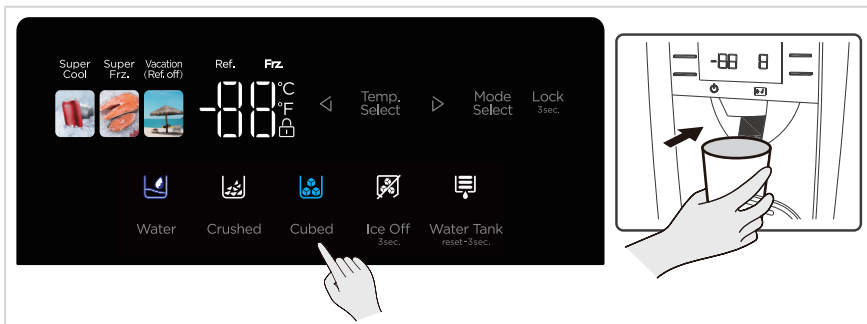 Super Cool
Super Frz.
Vacation (Ref. off)
Ref.
Frz.
-88
°C
°F
Temp. Select
Mode Select
Lock
3sec.
Water
Crushed
Cubed
Ice Off
3sec.
Water Tank
reset-3sec.
-88 8